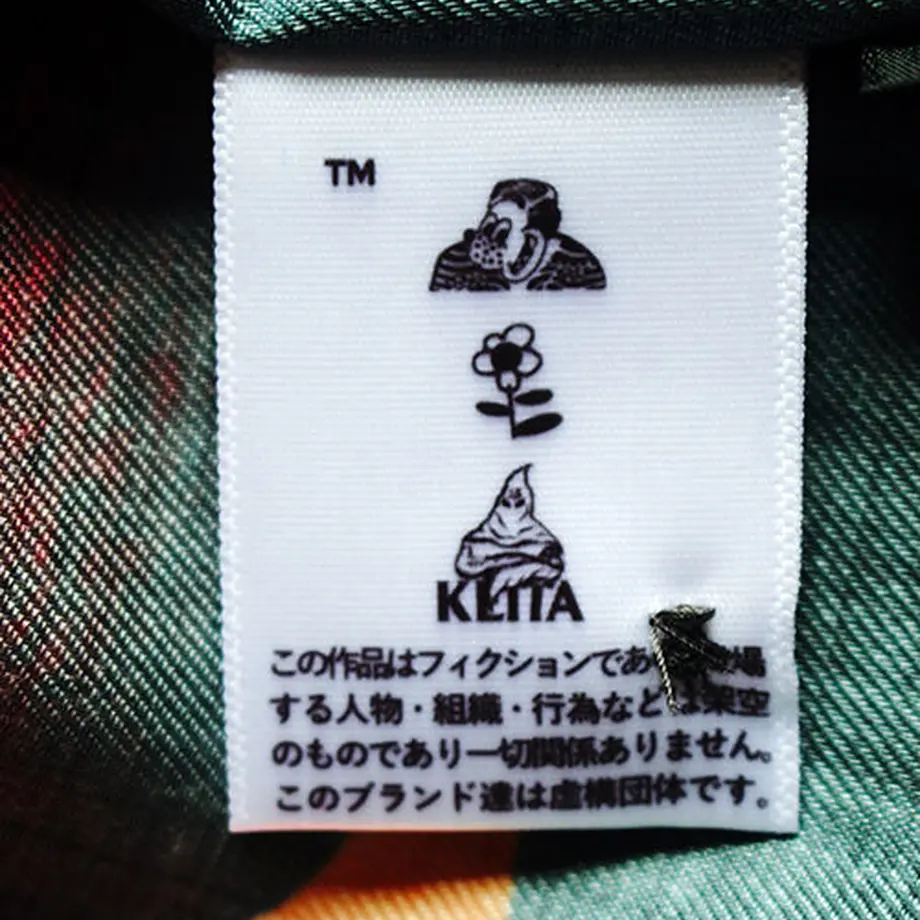 TM
KLITA
この作品はフィクションであ 場
する人物・組織・行為などは架空
のものであり一切関係ありません。
このブランド達は虚構団体です。